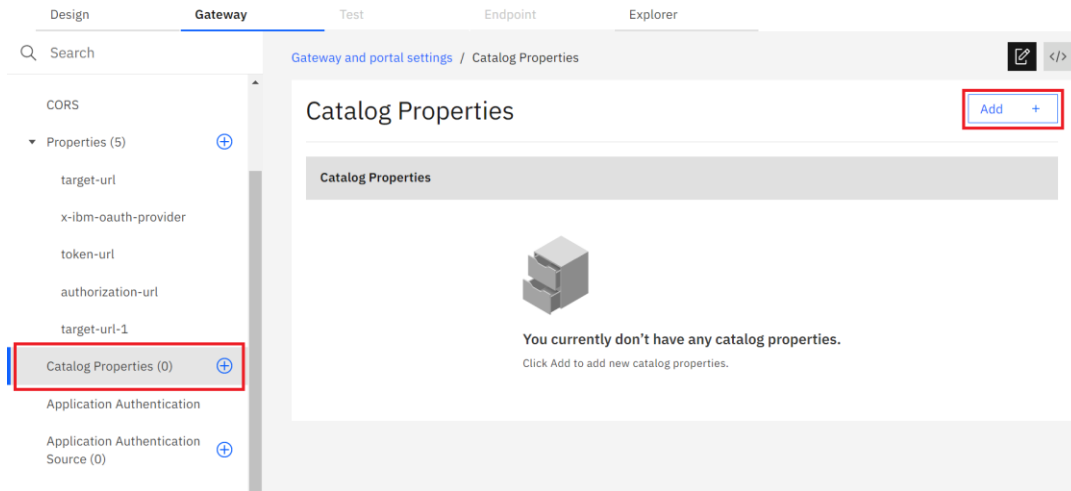 Design Gateway Test Endpoint Explorer
Search
CORS
Properties (5)
target-url
x-ibm-oauth-provider
token-url
authorization-url
target-url-1
Catalog Properties (0)
Application Authentication
Application Authentication
Source (0)
Gateway and portal settings / Catalog Properties
</>
Catalog Properties
Add +
Catalog Properties
You currently don't have any catalog properties.
Click Add to add new catalog properties.